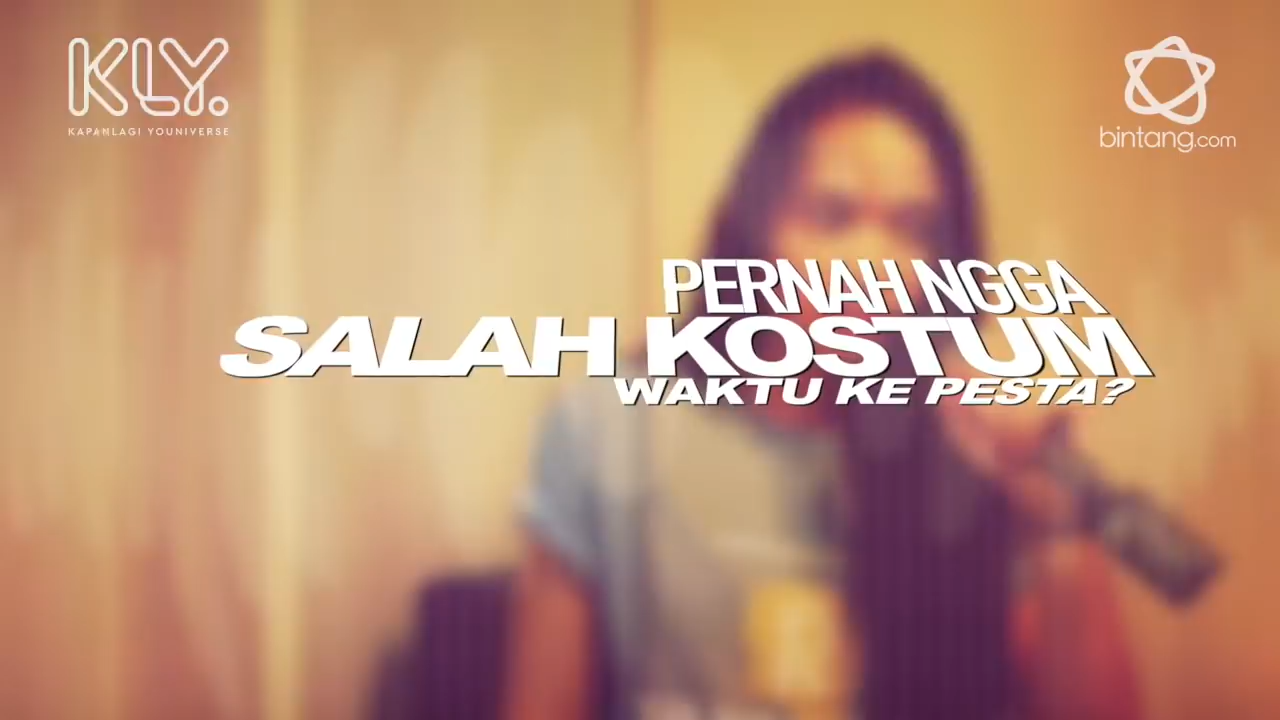 KLY.
KAPANLAGI YOUNIVERSE
bintang.com
PERNAH NGGA
SALAH KOSTUM
WAKTU KE PESTA?